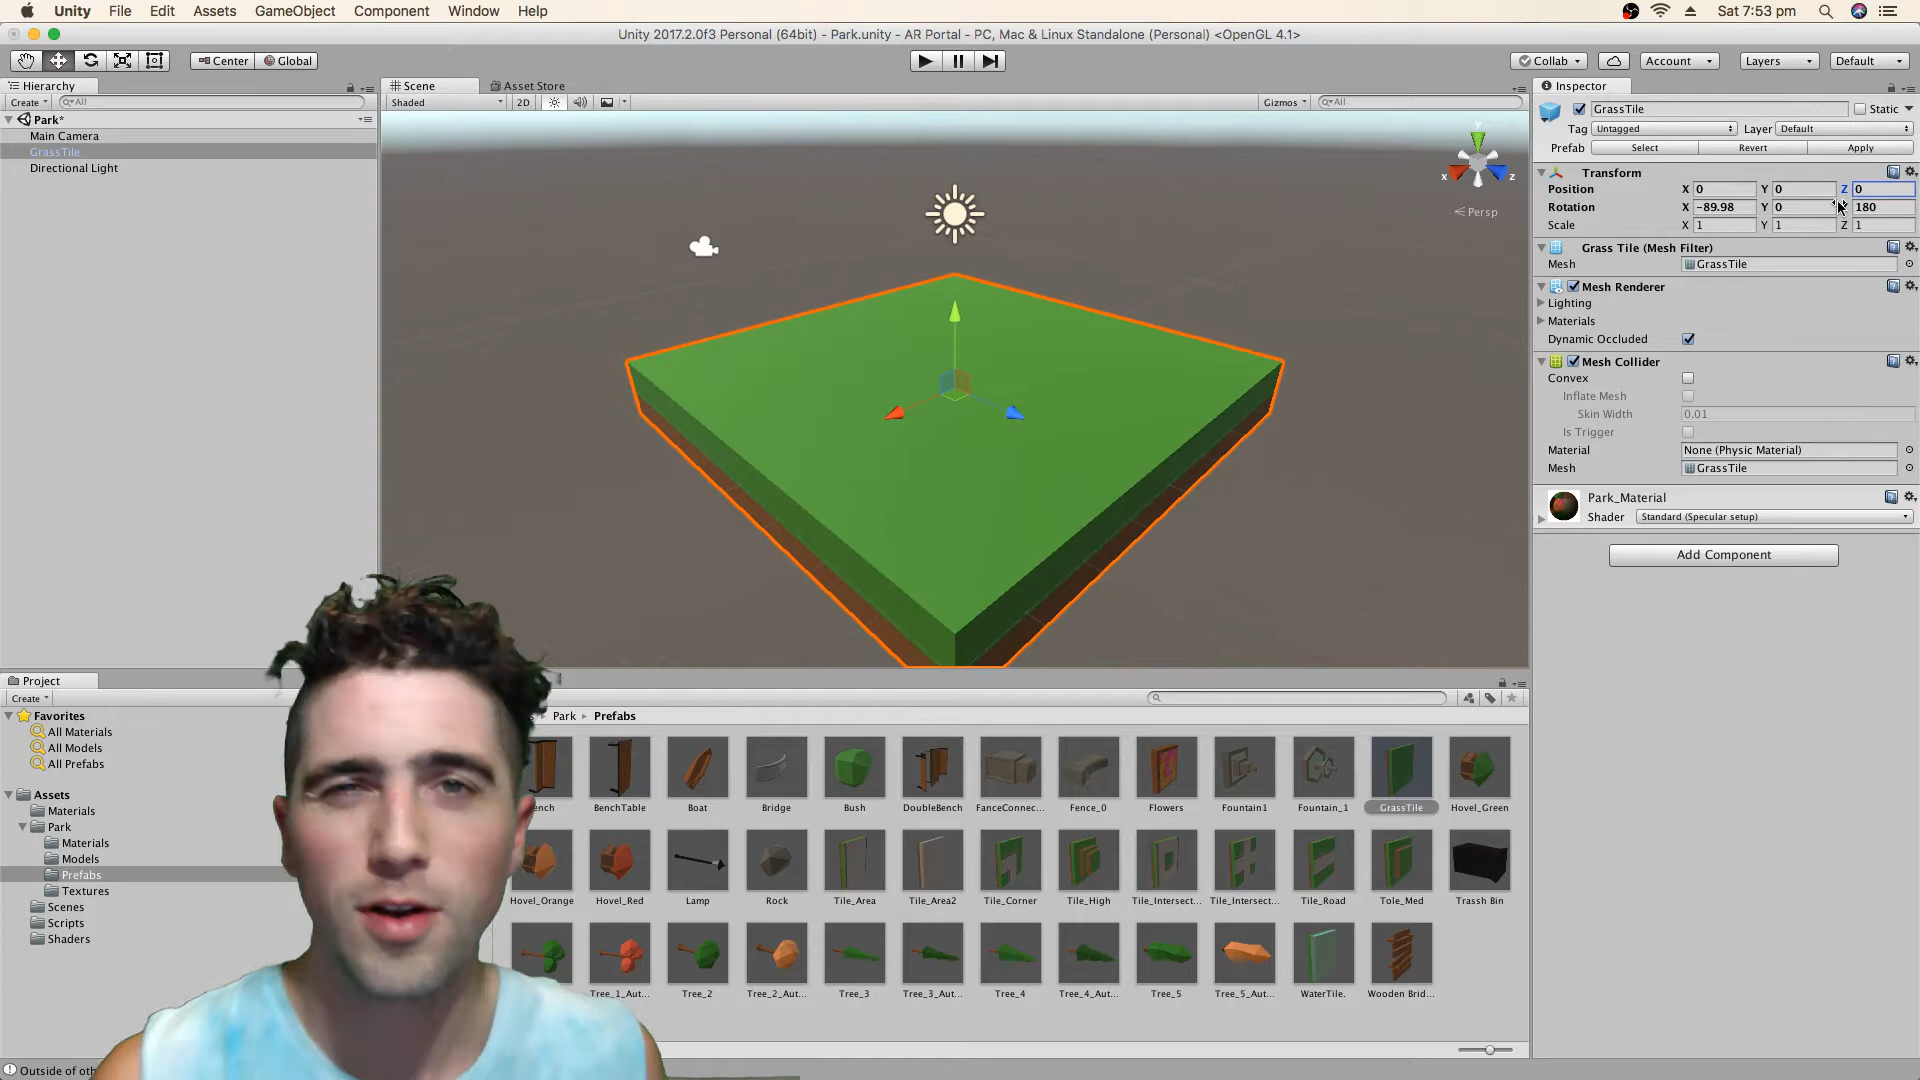 Unity File Edit Assets GameObject Component Window Help Sat 7:53 pm
Unity 2017.2.0f3 Personal (64bit) - Park.unity - AR Portal - PC, Mac & Linux Standalone (Personal) <OpenGL 4.1>
Center Global Collab Account Layers Default
Hierarchy
Create All
Park*
Main Camera
GrassTile
Directional Light
Scene Asset Store
Shaded 2D Gizmos All
y
x z
Persp
Inspector
GrassTile Static
Tag Untagged Layer Default
Prefab Select Revert Apply
Transform
Position X 0 Y 0 Z 0
Rotation X -89.98 Y 0 180
Scale X 1 Y 1 Z 1
Grass Tile (Mesh Filter)
Mesh GrassTile
Mesh Renderer
Lighting
Materials
Dynamic Occluded
Mesh Collider
Convex
Inflate Mesh
Skin Width 0.01
Is Trigger
Material None (Physic Material)
Mesh GrassTile
Park_Material
Shader Standard (Specular setup)
Add Component
Project
Create
Favorites
All Materials
All Models
All Prefabs
Assets
Materials
Park
Materials
Models
Prefabs
Textures
Scenes
Scripts
Shaders
Park Prefabs
BenchTable Boat Bridge Bush DoubleBench FanceConnec... Fence_0 Flowers Fountain1 Fountain_1 GrassTile Hovel_Green
Hovel_Orange Hovel_Red Lamp Rock Tile_Area Tile_Area2 Tile_Corner Tile_High Tile_Intersect... Tile_Intersect... Tile_Road Tole_Med Trassh Bin
Tree_1_Aut... Tree_2 Tree_2_Aut... Tree_3 Tree_3_Aut... Tree_4 Tree_4_Aut... Tree_5 Tree_5_Aut... WaterTile. Wooden Brid...
Outside of